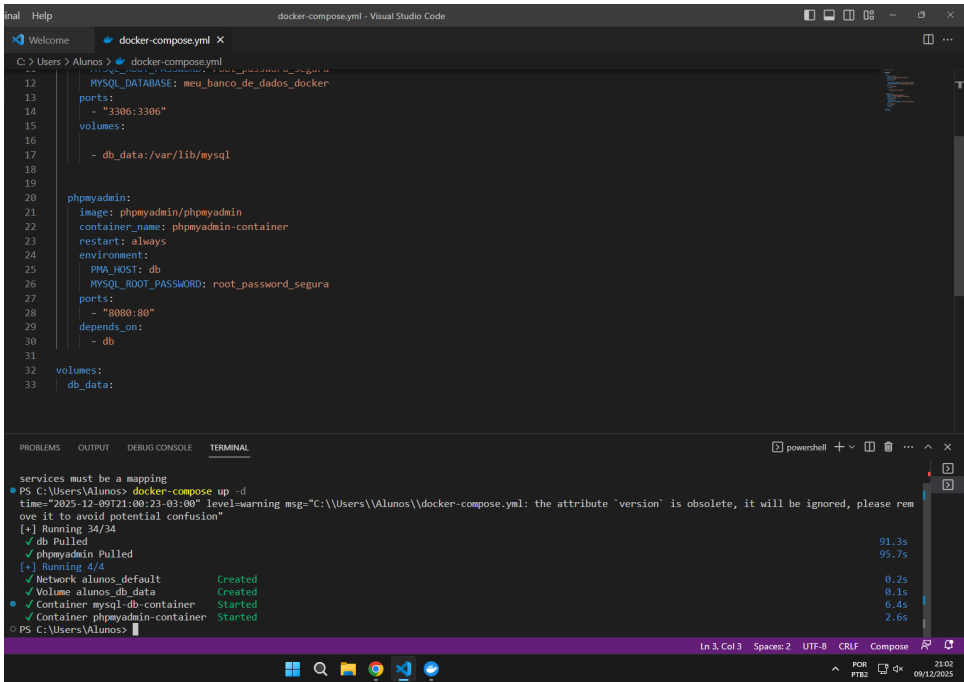 inal Help docker-compose.yml - Visual Studio Code
Welcome docker-compose.yml
C: > Users > Alunos > docker-compose.yml
11 MYSQL_ROOT_PASSWORD: root_password_segura
12 MYSQL_DATABASE: meu_banco_de_dados_docker
13 ports:
14 - "3306:3306"
15 volumes:
16
17 - db_data:/var/lib/mysql
18
19
20 phpmyadmin:
21 image: phpmyadmin/phpmyadmin
22 container_name: phpmyadmin-container
23 restart: always
24 environment:
25 PMA_HOST: db
26 MYSQL_ROOT_PASSWORD: root_password_segura
27 ports:
28 - "8080:80"
29 depends_on:
30 - db
31
32 volumes:
33 db_data:
PROBLEMS OUTPUT DEBUG CONSOLE TERMINAL powershell
services must be a mapping
PS C:\Users\Alunos> docker-compose up -d
time="2025-12-09T21:00:23-03:00" level=warning msg="C:\\Users\\Alunos\\docker-compose.yml: the attribute `version` is obsolete, it will be ignored, please rem
ove it to avoid potential confusion"
[+] Running 34/34
✓ db Pulled 91.3s
✓ phpmyadmin Pulled 95.7s
[+] Running 4/4
✓ Network alunos_default Created 0.2s
✓ Volume alunos_db_data Created 0.1s
✓ Container mysql-db-container Started 6.4s
✓ Container phpmyadmin-container Started 2.6s
PS C:\Users\Alunos>
Ln 3, Col 3 Spaces: 2 UTF-8 CRLF Compose
POR 21:02
PTB2 09/12/2025